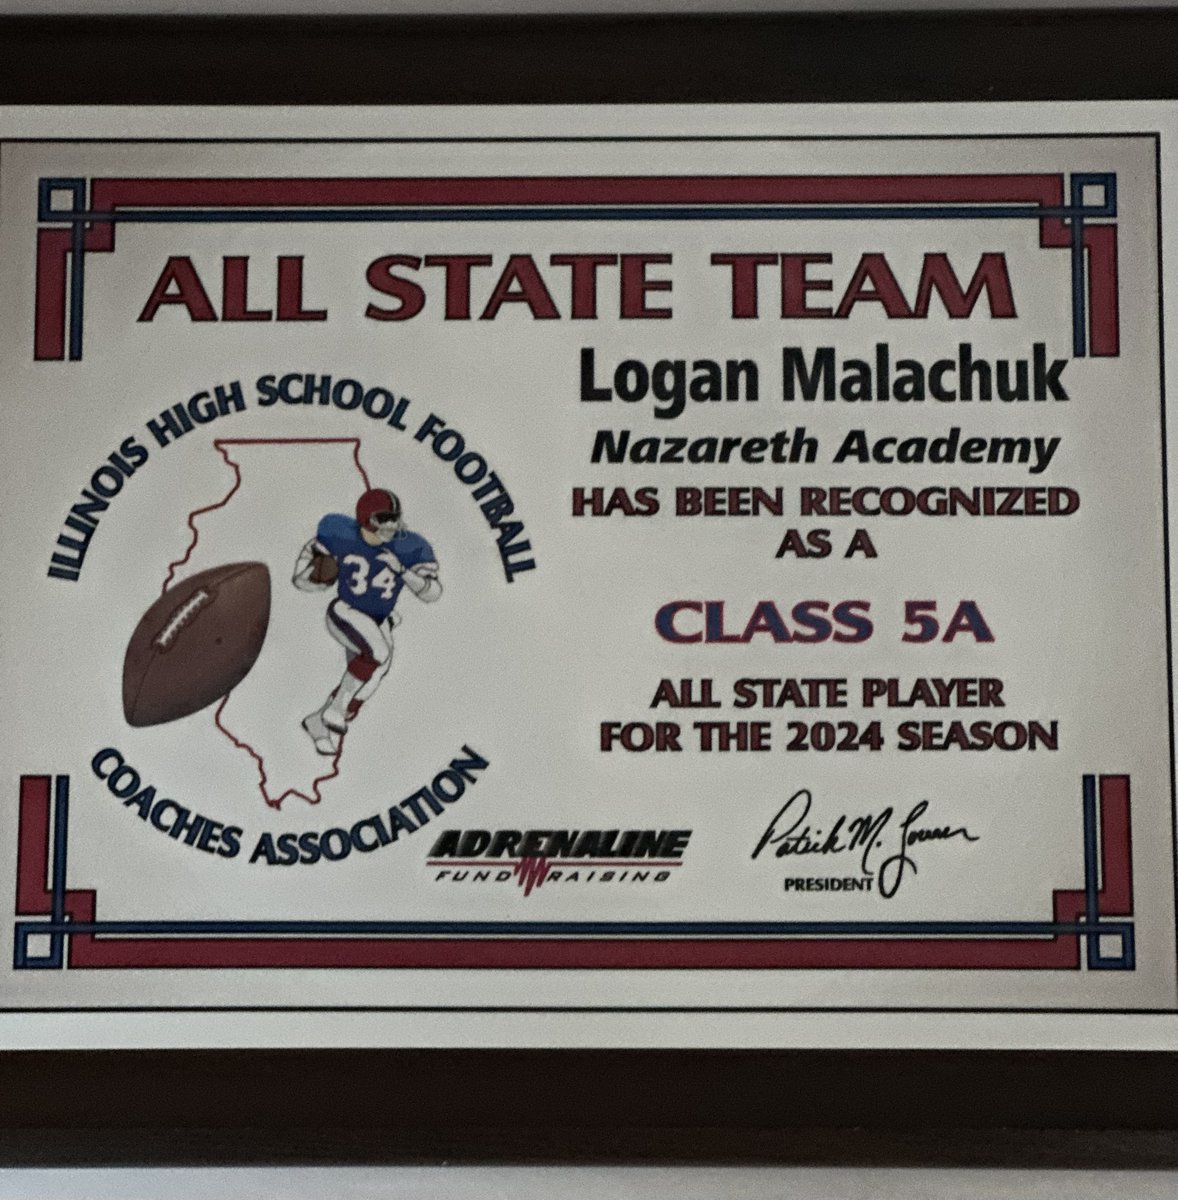 ALL STATE TEAM
ILLINOIS HIGH SCHOOL FOOTBALL
COACHES ASSOCIATION
34
Logan Malachuk
Nazareth Academy
HAS BEEN RECOGNIZED
AS A
CLASS 5A
ALL STATE PLAYER
FOR THE 2024 SEASON
ADRENALINE
FUND RAISING
Patrick M.
PRESIDENT